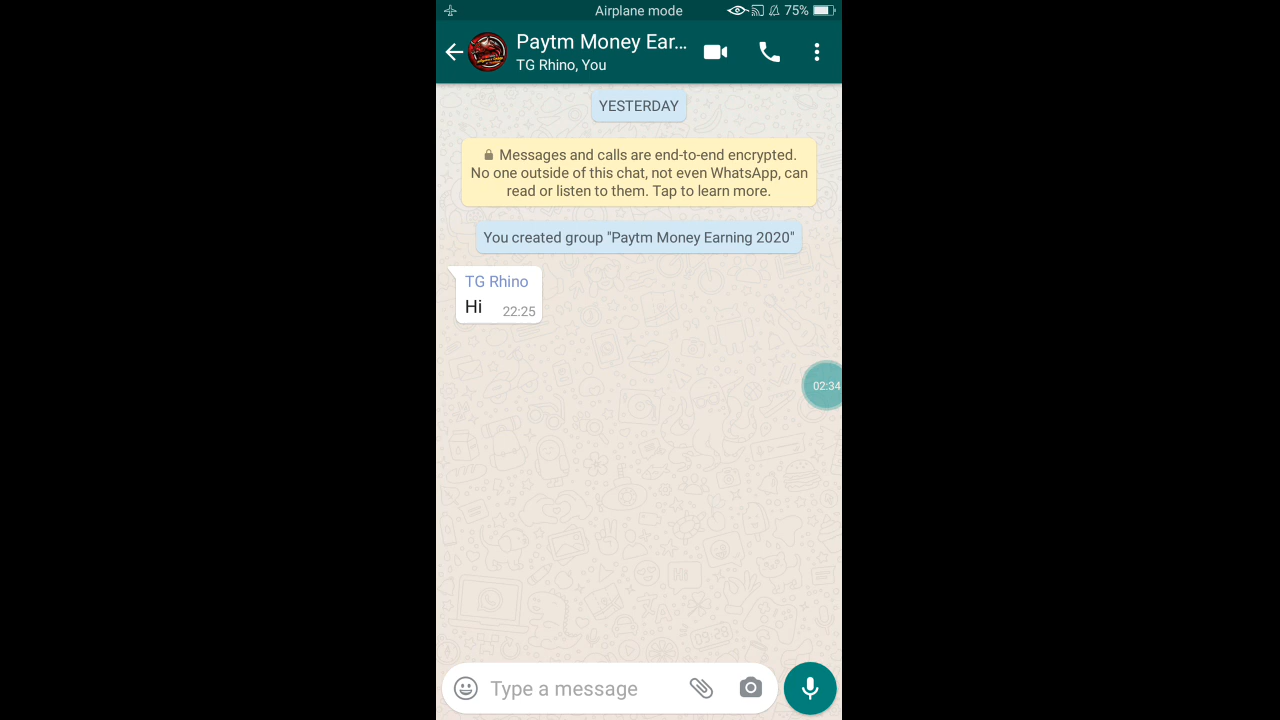 Airplane mode 75%
Paytm Money Ear...
TG Rhino, You
YESTERDAY
Messages and calls are end-to-end encrypted.
No one outside of this chat, not even WhatsApp, can
read or listen to them. Tap to learn more.
You created group "Paytm Money Earning 2020"
TG Rhino
Hi 22:25
02:34
Type a message